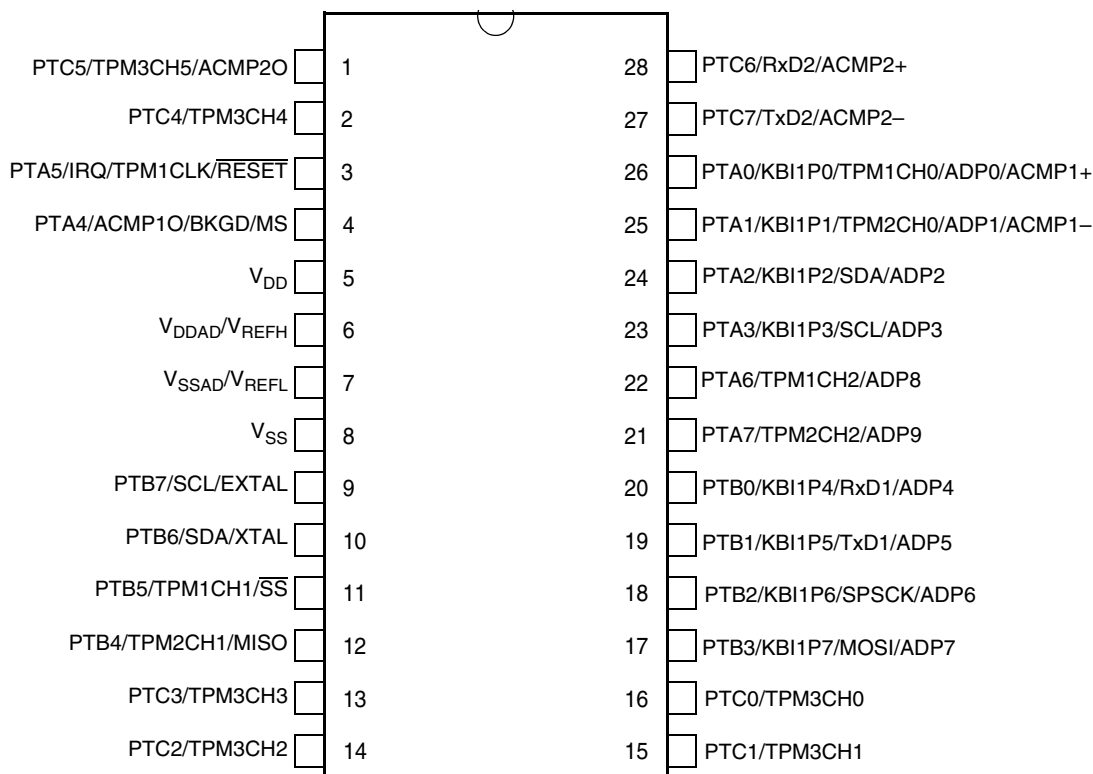 PTC5/TPM3CH5/ACMP2O 1 28 PTC6/RxD2/ACMP2+
PTC4/TPM3CH4 2 27 PTC7/TxD2/ACMP2–
PTA5/IRQ/TPM1CLK/RESET 3 26 PTA0/KBI1P0/TPM1CH0/ADP0/ACMP1+
PTA4/ACMP1O/BKGD/MS 4 25 PTA1/KBI1P1/TPM2CH0/ADP1/ACMP1–
VDD 5 24 PTA2/KBI1P2/SDA/ADP2
VDDAD/VREFH 6 23 PTA3/KBI1P3/SCL/ADP3
VSSAD/VREFL 7 22 PTA6/TPM1CH2/ADP8
VSS 8 21 PTA7/TPM2CH2/ADP9
PTB7/SCL/EXTAL 9 20 PTB0/KBI1P4/RxD1/ADP4
PTB6/SDA/XTAL 10 19 PTB1/KBI1P5/TxD1/ADP5
PTB5/TPM1CH1/SS 11 18 PTB2/KBI1P6/SPSCK/ADP6
PTB4/TPM2CH1/MISO 12 17 PTB3/KBI1P7/MOSI/ADP7
PTC3/TPM3CH3 13 16 PTC0/TPM3CH0
PTC2/TPM3CH2 14 15 PTC1/TPM3CH1